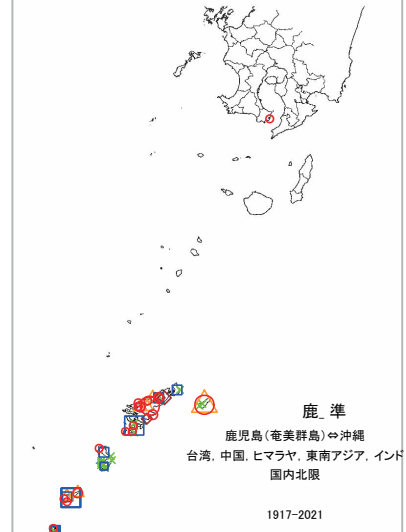 鹿_準
鹿児島(奄美群島)⇔沖縄
台湾, 中国, ヒマラヤ, 東南アジア, インド
国内北限
1917-2021